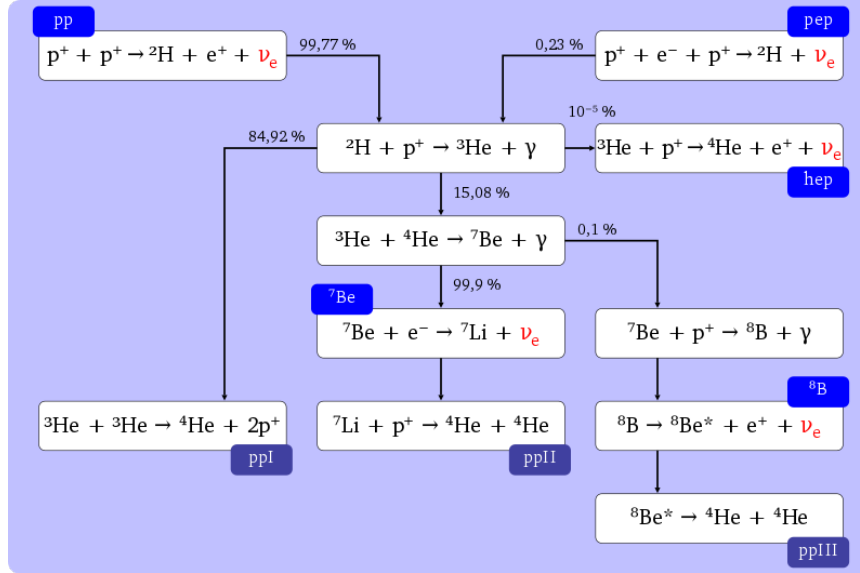 pp
pep
p⁺ + p⁺ → ²H + e⁺ + νₑ
99,77 %
0,23 %
p⁺ + e⁻ + p⁺ → ²H + νₑ
84,92 %
10⁻⁵ %
²H + p⁺ → ³He + γ
³He + p⁺ → ⁴He + e⁺ + νₑ
hep
15,08 %
³He + ⁴He → ⁷Be + γ
0,1 %
99,9 %
⁷Be
⁷Be + e⁻ → ⁷Li + νₑ
⁷Be + p⁺ → ⁸B + γ
⁸B
³He + ³He → ⁴He + 2p⁺
⁷Li + p⁺ → ⁴He + ⁴He
⁸B → ⁸Be* + e⁺ + νₑ
ppI
ppII
⁸Be* → ⁴He + ⁴He
ppIII